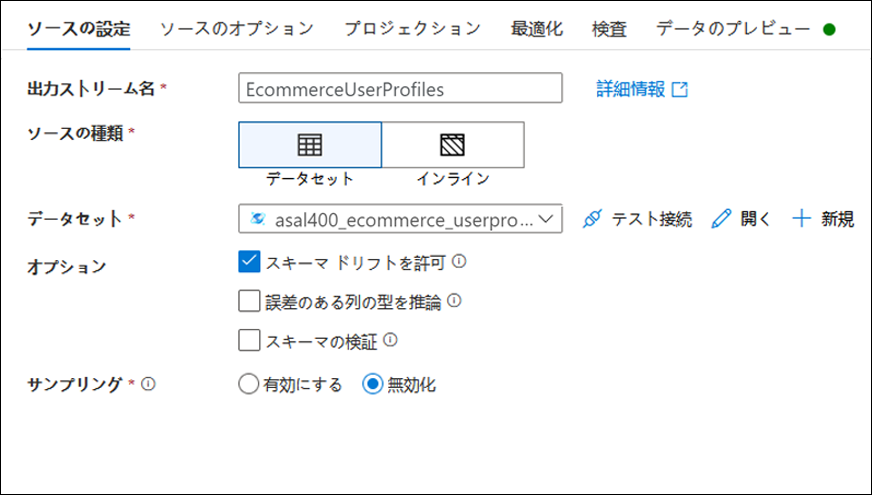 ソースの設定 ソースのオプション プロジェクション 最適化 検査 データのプレビュー
出力ストリーム名 * EcommerceUserProfiles 詳細情報
ソースの種類 *
データセット インライン
データセット * asal400_ecommerce_userpro... テスト接続 開く 新規
オプション スキーマ ドリフトを許可
誤差のある列の型を推論
スキーマの検証
サンプリング * 有効にする 無効化